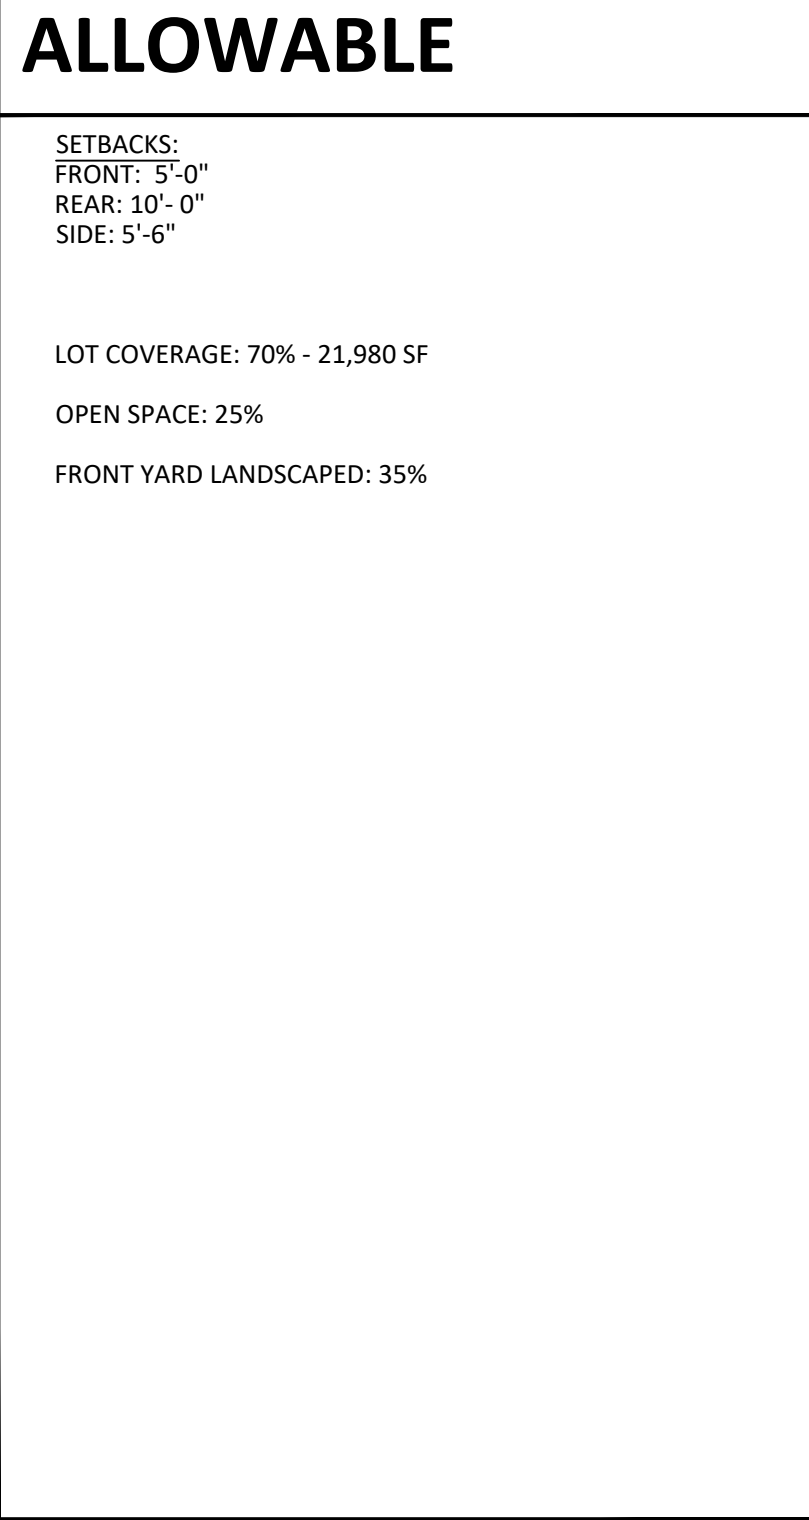 ALLOWABLE
SETBACKS:
FRONT:  5'-0"
REAR: 10'- 0"
SIDE: 5'-6"
LOT COVERAGE: 70% - 21,980 SF
OPEN SPACE: 25%
FRONT YARD LANDSCAPED: 35%